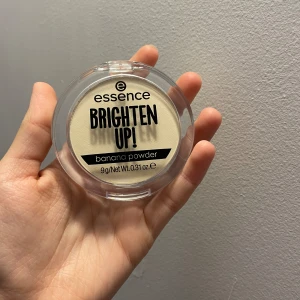 essence
BRIGHTEN
UP!
banana powder
9g/Net Wt. 0.31 oz e